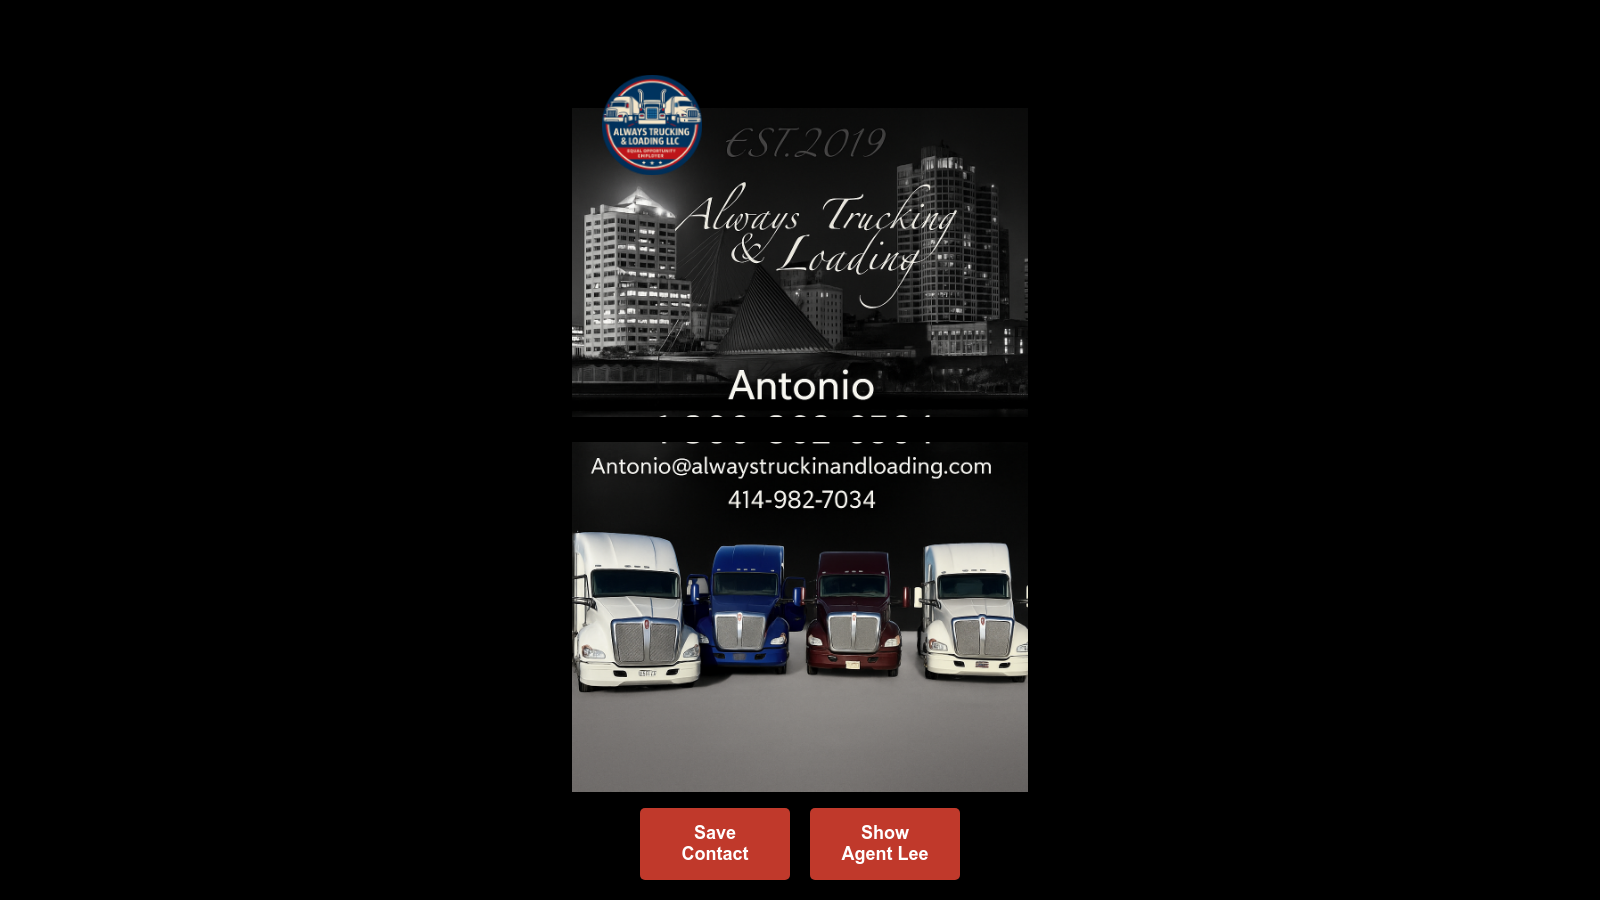 ALWAYS TRUCKING
& LOADING LLC
EQUAL OPPORTUNITY
EMPLOYER
EST.2019
Always Trucking
& Loading
Antonio
Antonio@alwaystruckinandloading.com
414-982-7034
Save
Contact
Show
Agent Lee